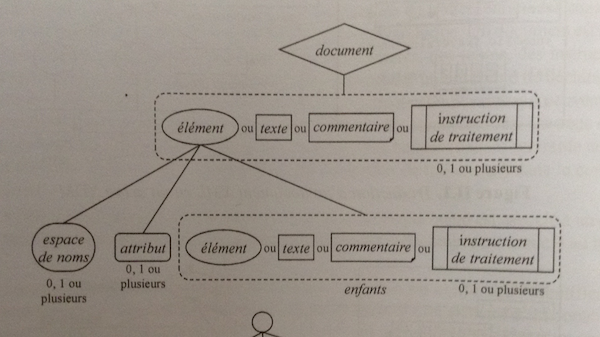 document
élément ou texte ou commentaire ou instruction
de traitement
0, 1 ou plusieurs
espace
de noms
0, 1 ou
plusieurs
attribut
0, 1 ou
plusieurs
élément ou texte ou commentaire ou instruction
de traitement
enfants
0, 1 ou plusieurs